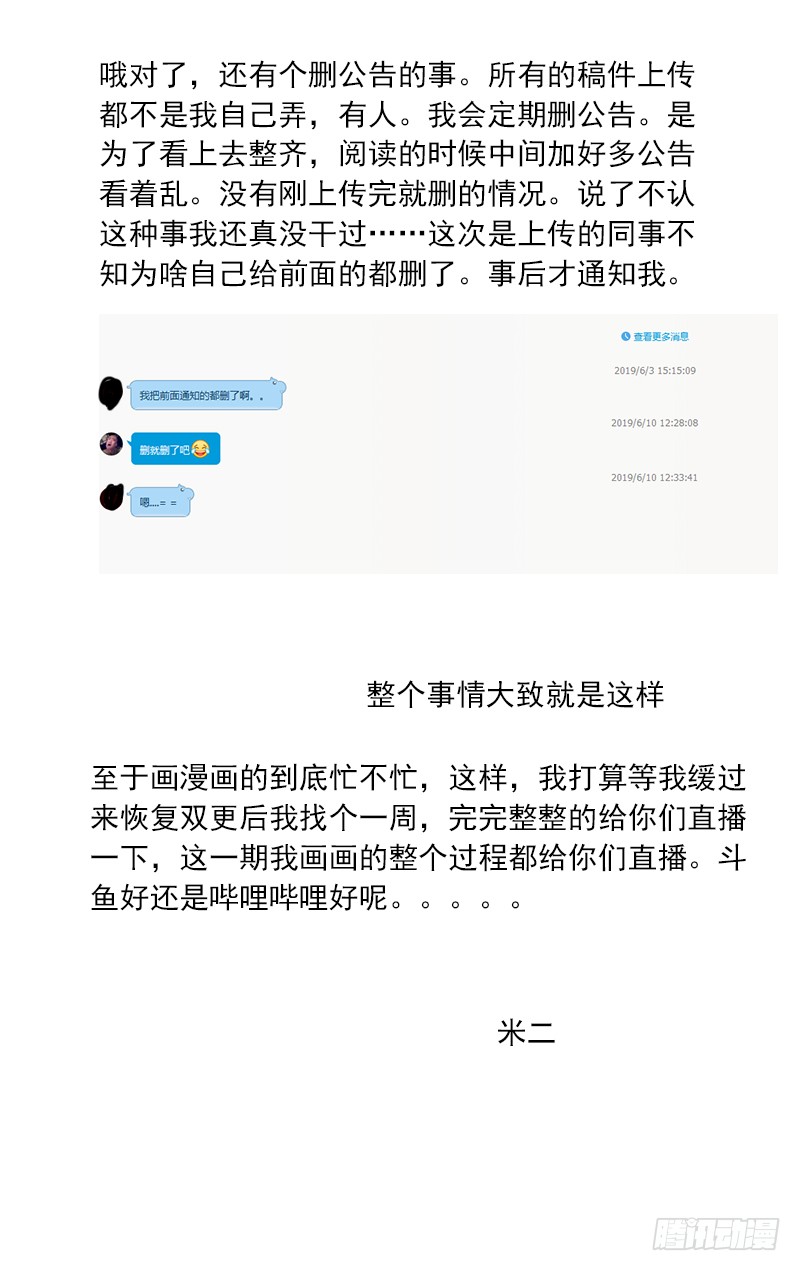 哦对了，还有个删公告的事。所有的稿件上传
都不是我自己弄，有人。我会定期删公告。是
为了看上去整齐，阅读的时候中间加好多公告
看着乱。没有刚上传完就删的情况。说了不认
这种事我还真没干过……这次是上传的同事不
知为啥自己给前面的都删了。事后才通知我。
查看更多消息
2019/6/3 15:15:09
我把前面通知的都删了啊。。
2019/6/10 12:28:08
删就删了吧
2019/6/10 12:33:41
嗯....= =
整个事情大致就是这样
至于画漫画的到底忙不忙，这样，我打算等我缓过
来恢复双更后我找个一周，完完整整的给你们直播
一下，这一期我画画的整个过程都给你们直播。斗
鱼好还是哔哩哔哩好呢。。。。。
米二
腾讯动漫